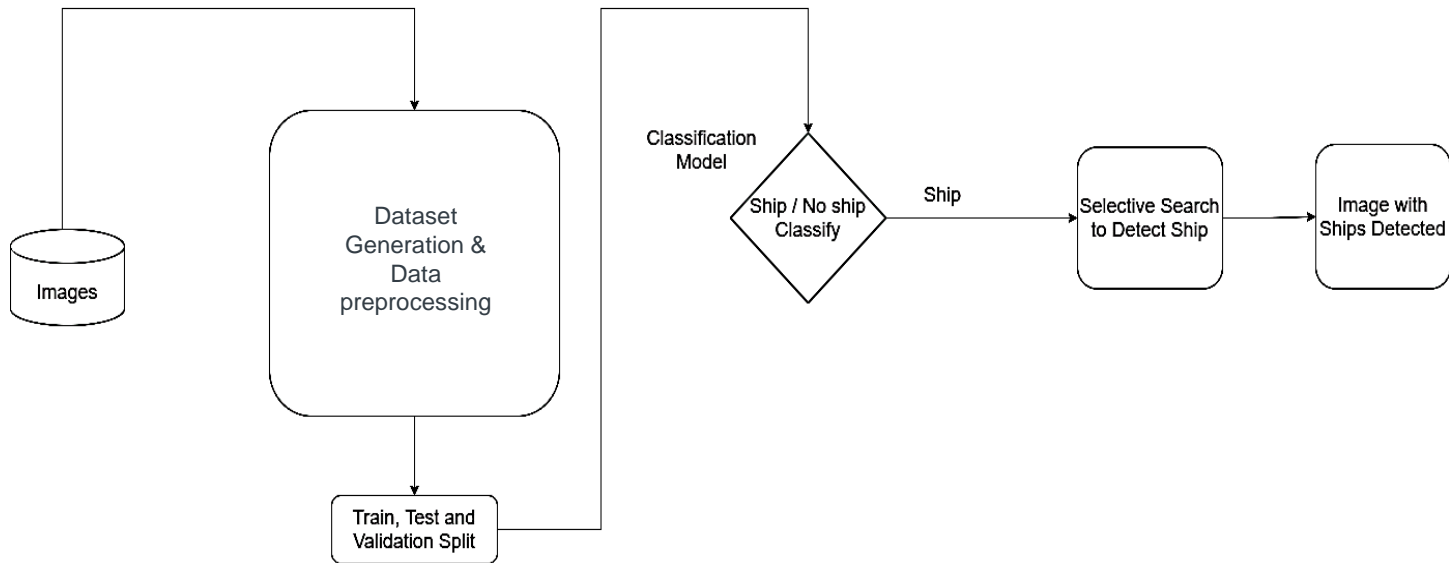 Images
Dataset
Generation &
Data
preprocessing
Train, Test and
Validation Split
Classification
Model
Ship / No ship
Classify
Ship
Selective Search
to Detect Ship
Image with
Ships Detected